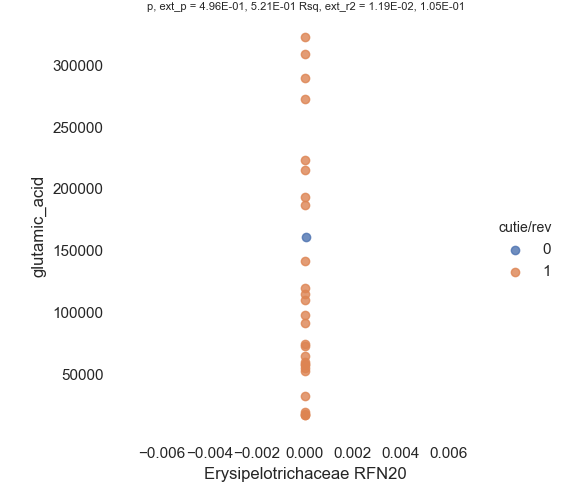 p, ext_p = 4.96E-01, 5.21E-01 Rsq, ext_r2 = 1.19E-02, 1.05E-01
300000
250000
200000
150000
100000
50000
glutamic_acid
−0.006 −0.004 −0.002 0.000 0.002 0.004 0.006
Erysipelotrichaceae RFN20
cutie/rev
0
1